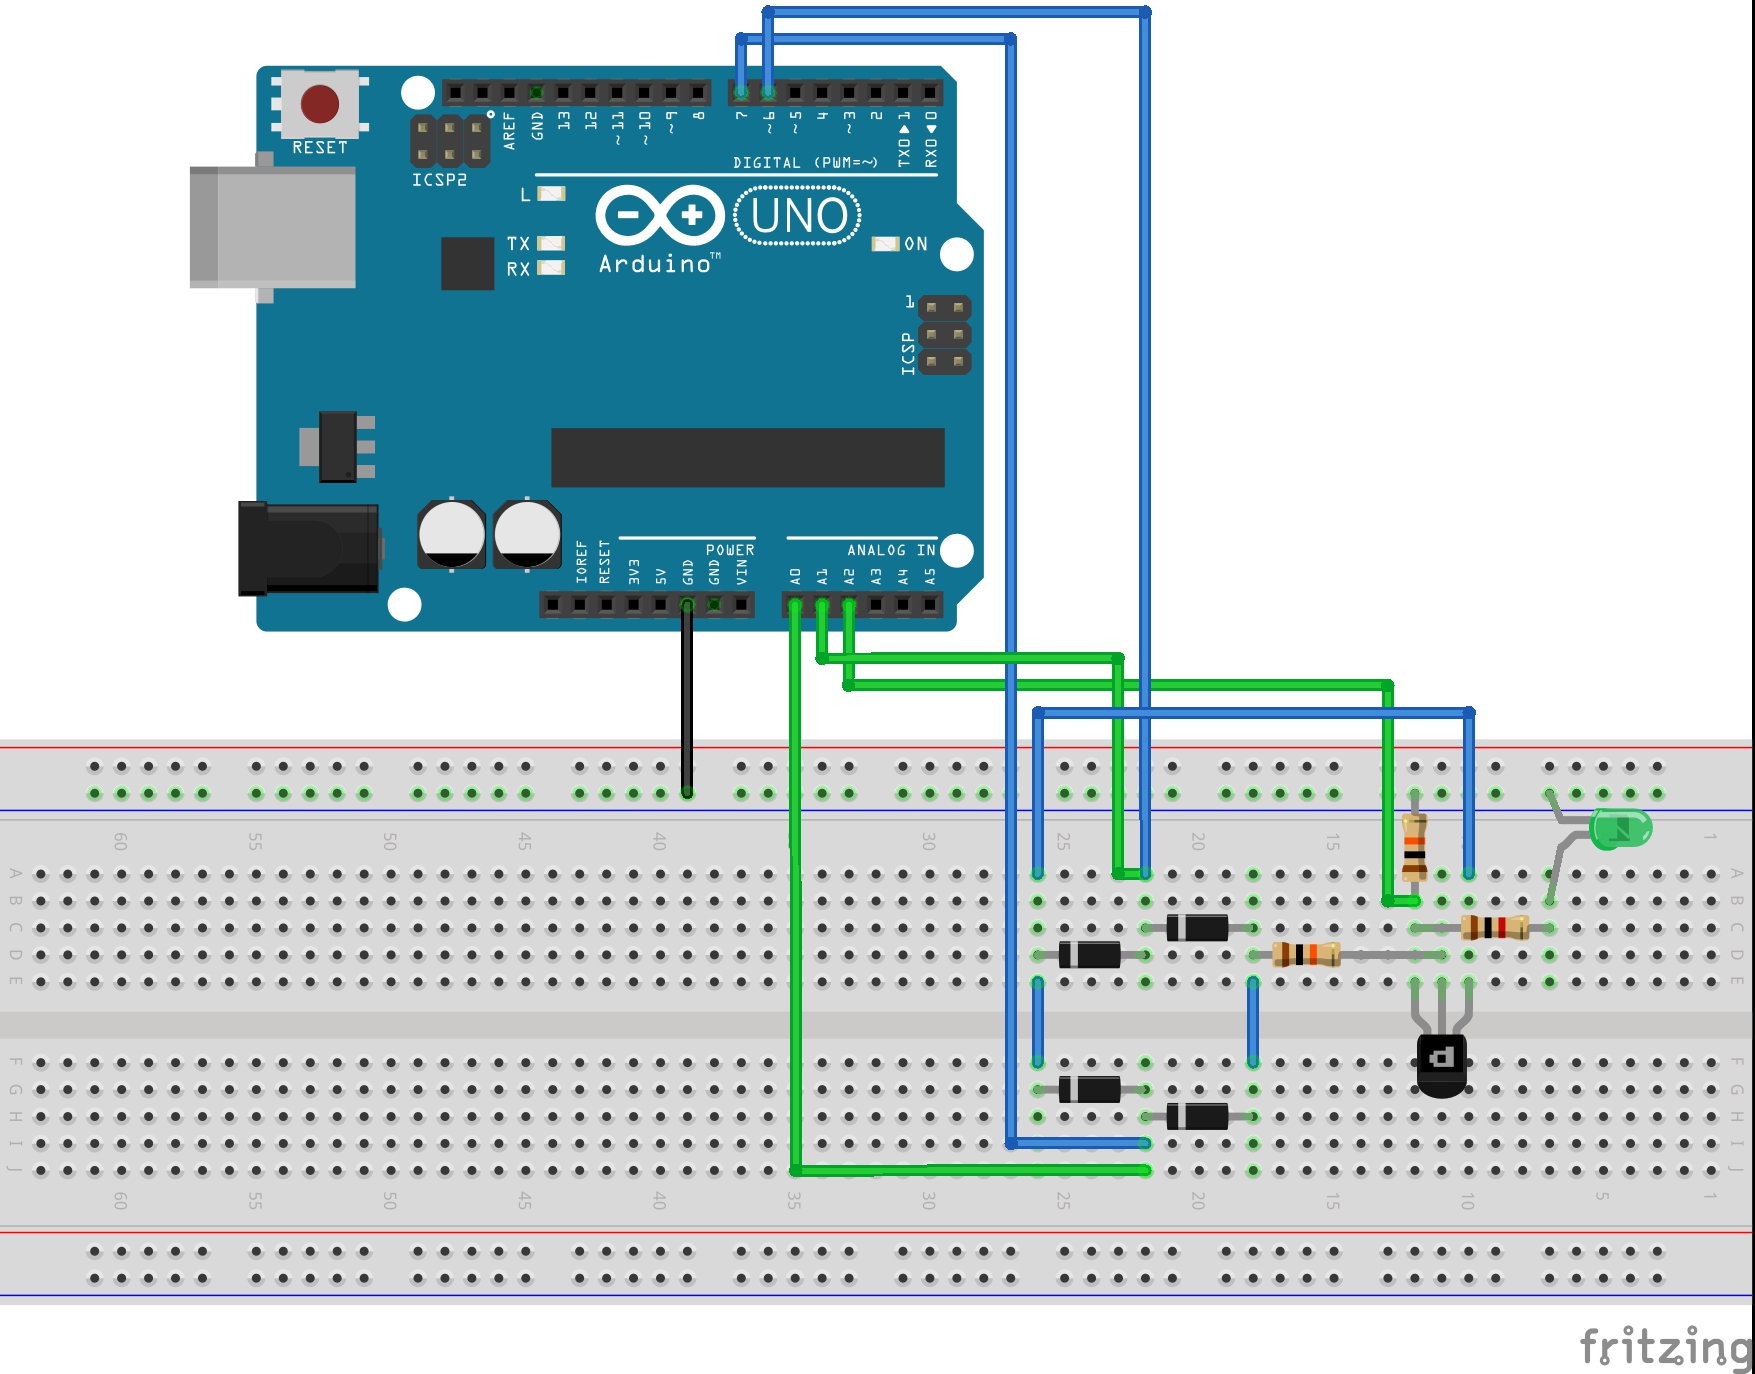 RESET
ICSP2
AREF
GND
13
12
~11
~10
~9
8
7
~6
~5
4
~3
2
TX0▶1
RX0◀0
DIGITAL (PWM=~)
L
TX
RX
UNO
Arduino™
ON
1
ICSP
IOREF
RESET
3V3
5V
GND
GND
VIN
POWER
A0
A1
A2
A3
A4
A5
ANALOG IN
60 55 50 45 40 30 25 20 15 1
A A
B B
C C
D D
E E
P
F F
G G
H H
I I
J J
60 55 50 45 40 35 30 25 20 15 10 5 1
fritzing